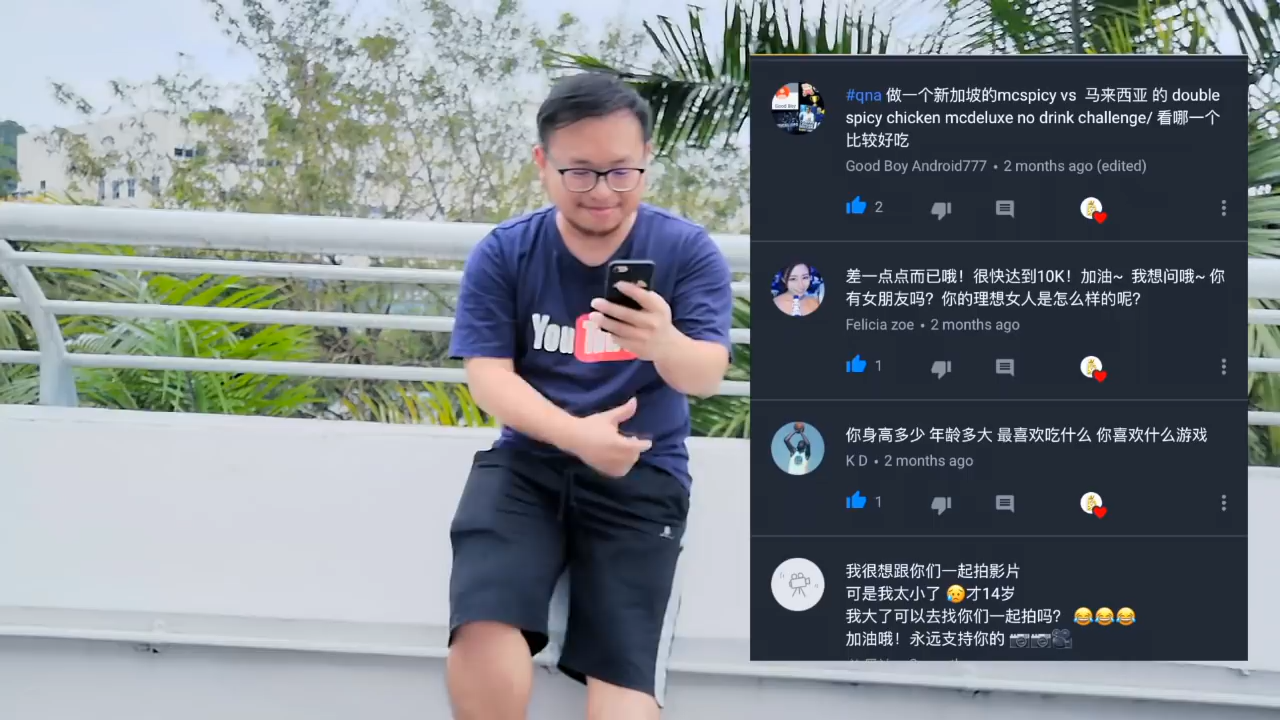 YouTube
#qna 做一个新加坡的mcspicy vs 马来西亚 的 double
spicy chicken mcdeluxe no drink challenge/ 看哪一个
比较好吃
Good Boy Android777 • 2 months ago (edited)
2
差一点点而已哦！很快达到10K！加油~ 我想问哦~ 你
有女朋友吗？你的理想女人是怎么样的呢？
Felicia zoe • 2 months ago
1
你身高多少 年龄多大 最喜欢吃什么 你喜欢什么游戏
K D • 2 months ago
1
我很想跟你们一起拍影片
可是我太小了 😥才14岁
我大了可以去找你们一起拍吗？ 😂😂😂
加油哦！永远支持你的 📷📷🎥